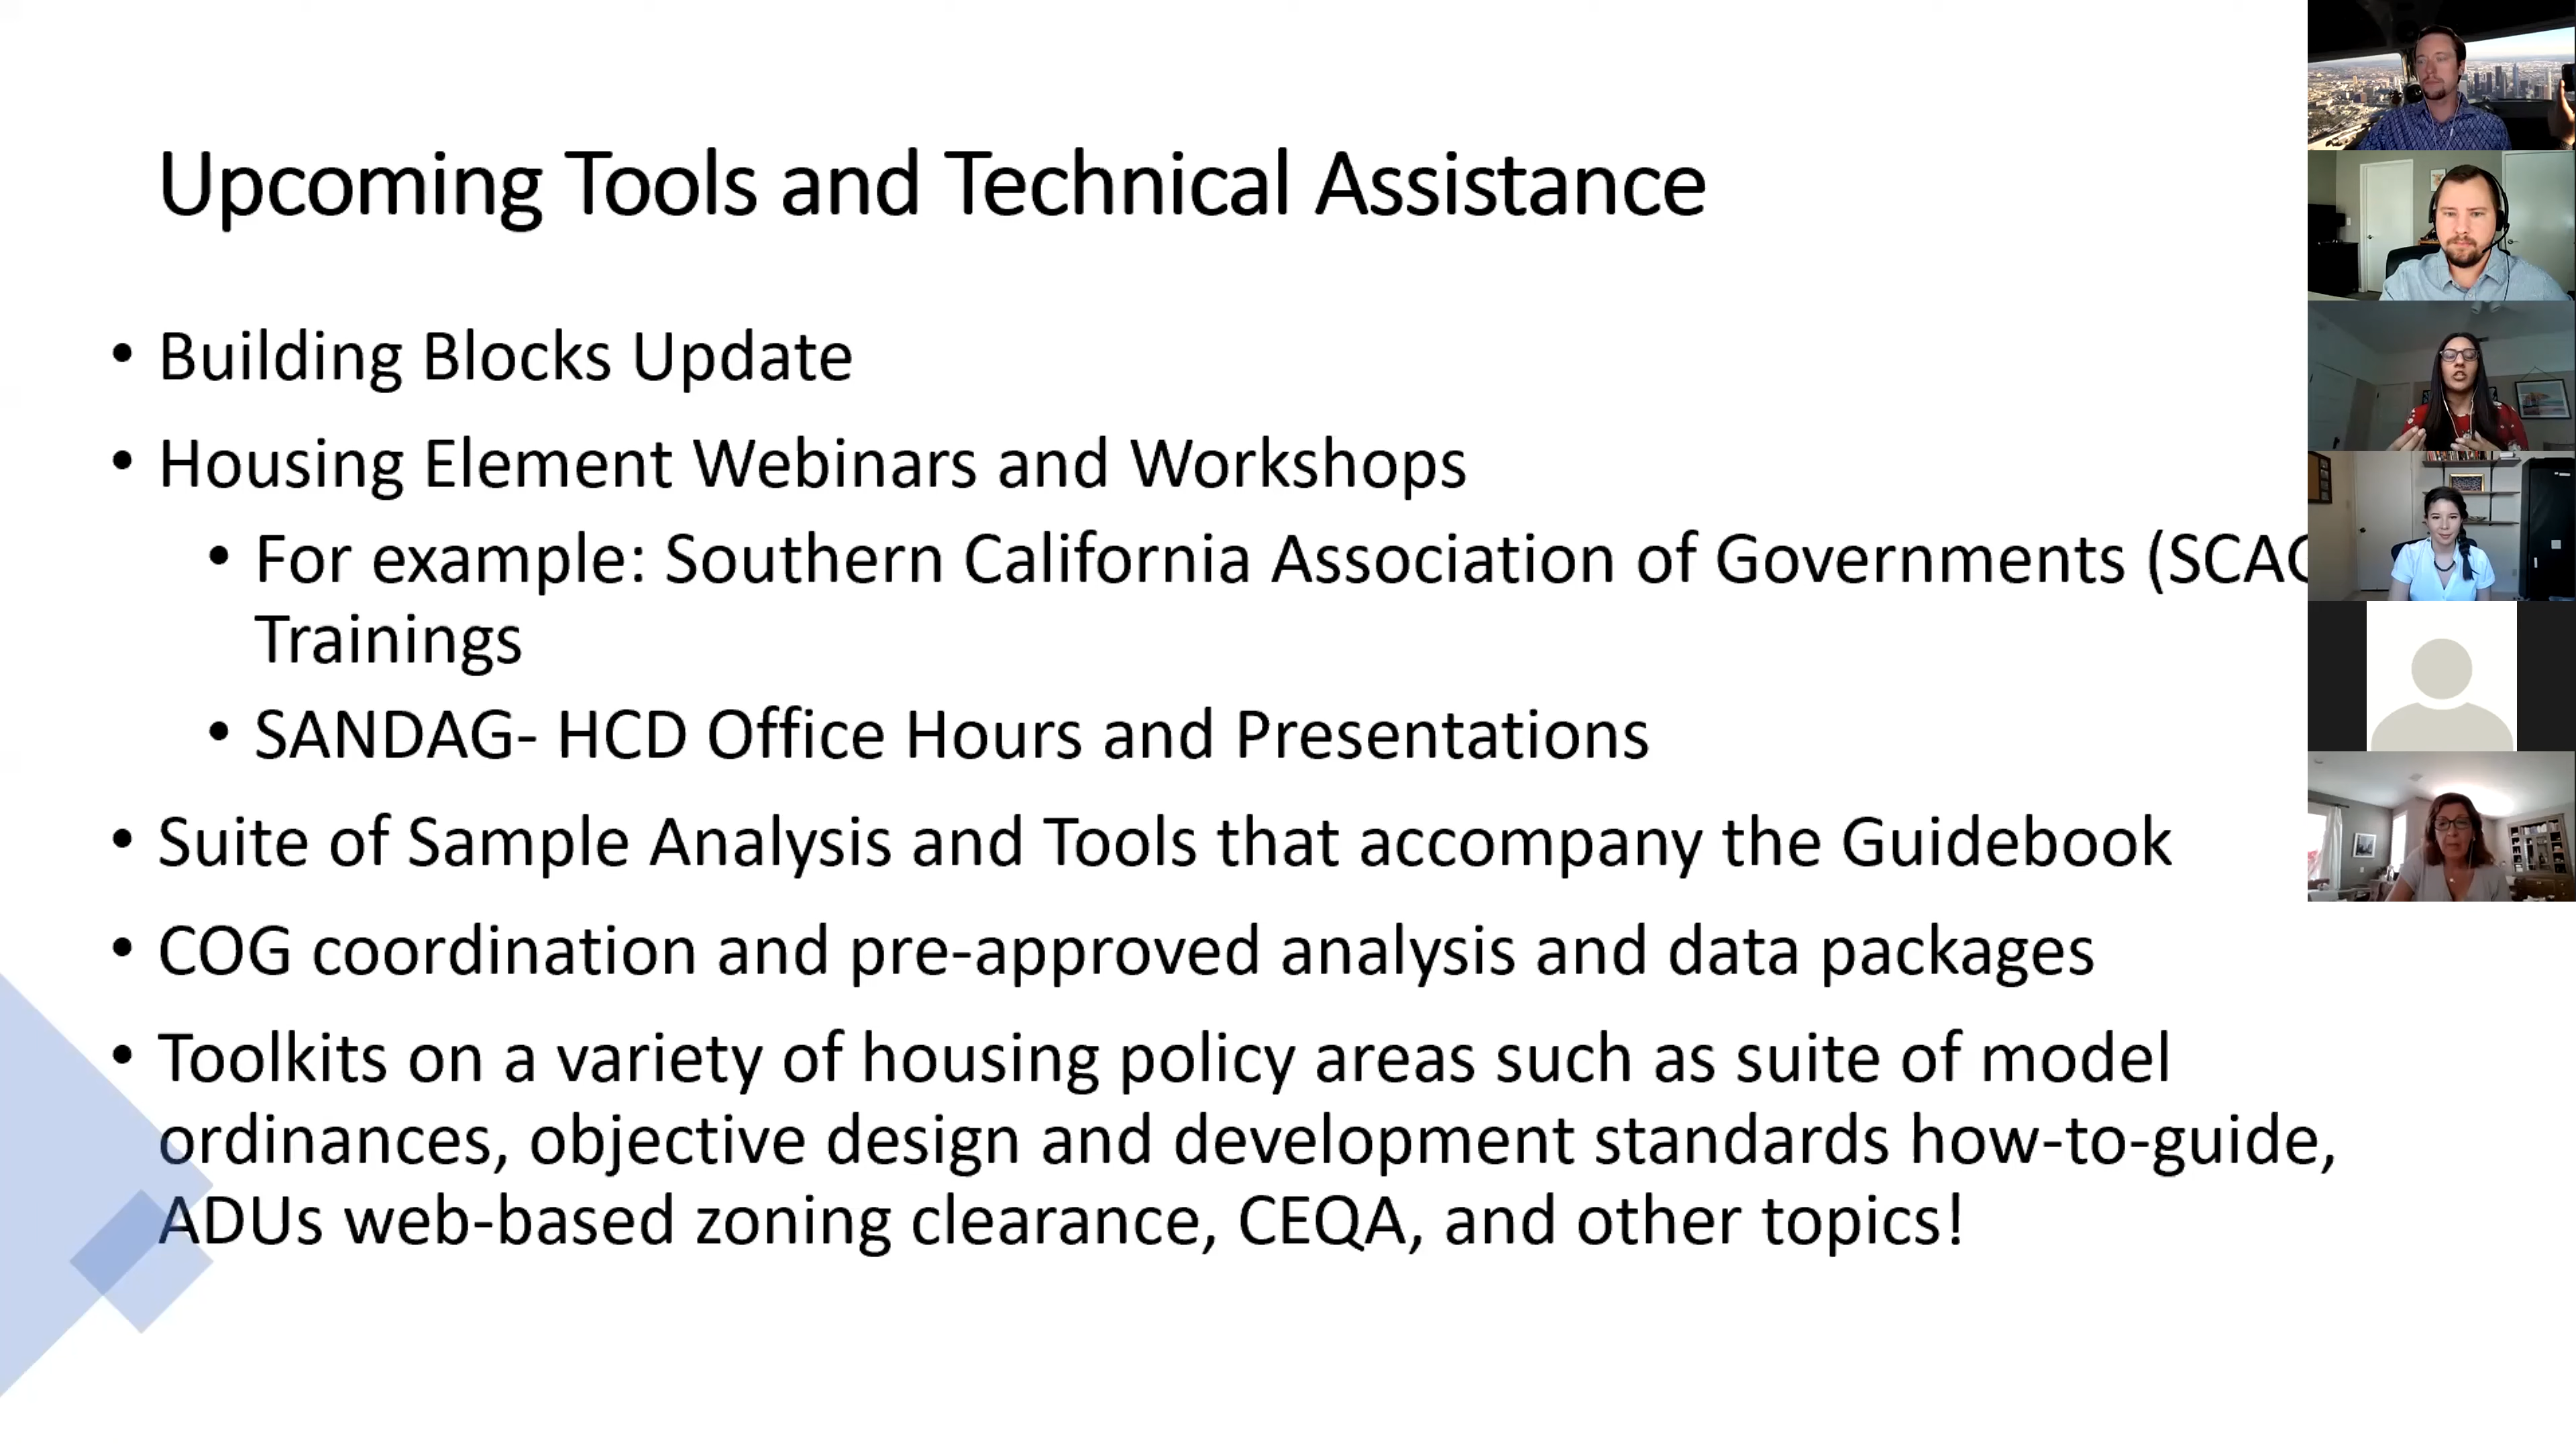 Upcoming Tools and Technical Assistance
• Building Blocks Update
• Housing Element Webinars and Workshops
• For example: Southern California Association of Governments (SCAG
Trainings
• SANDAG- HCD Office Hours and Presentations
• Suite of Sample Analysis and Tools that accompany the Guidebook
• COG coordination and pre-approved analysis and data packages
• Toolkits on a variety of housing policy areas such as suite of model
ordinances, objective design and development standards how-to-guide,
ADUs web-based zoning clearance, CEQA, and other topics!